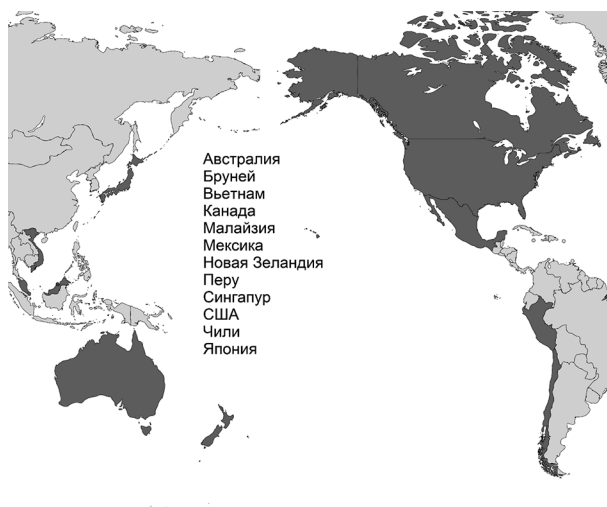 Австралия
Бруней
Вьетнам
Канада
Малайзия
Мексика
Новая Зеландия
Перу
Сингапур
США
Чили
Япония